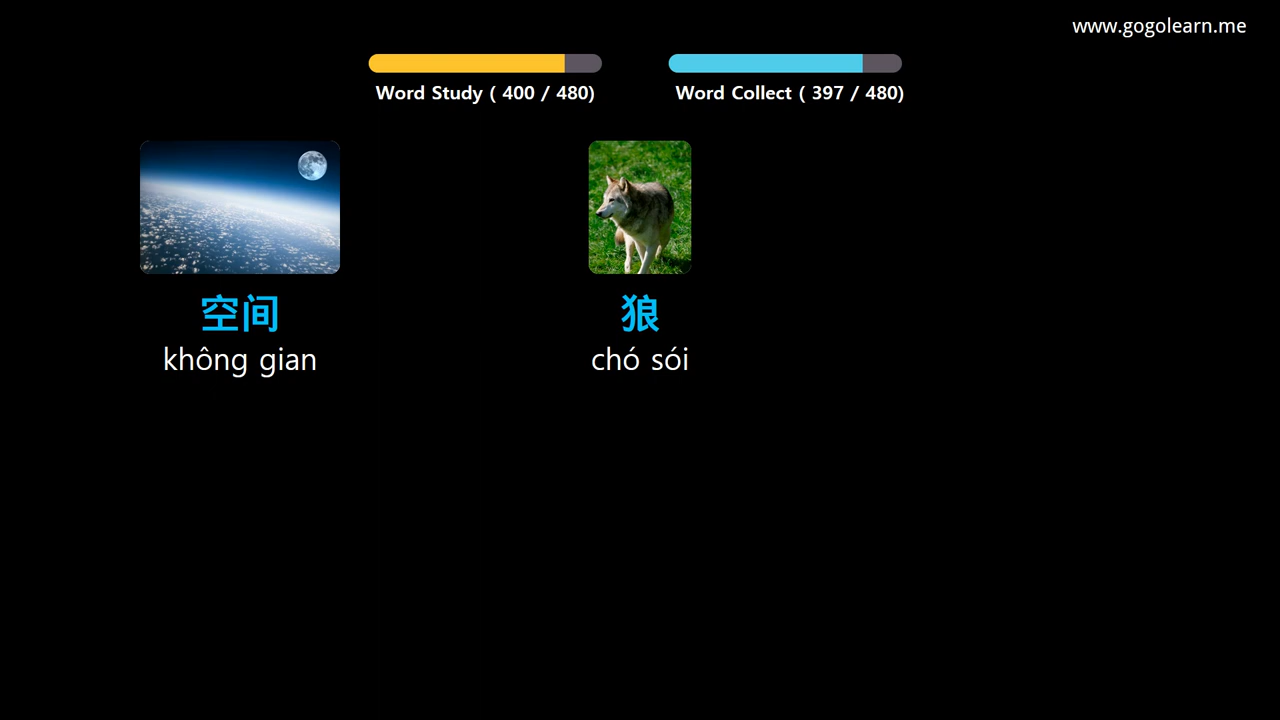 www.gogolearn.me
Word Study ( 400 / 480)
Word Collect ( 397 / 480)
空间
không gian
狼
chó sói